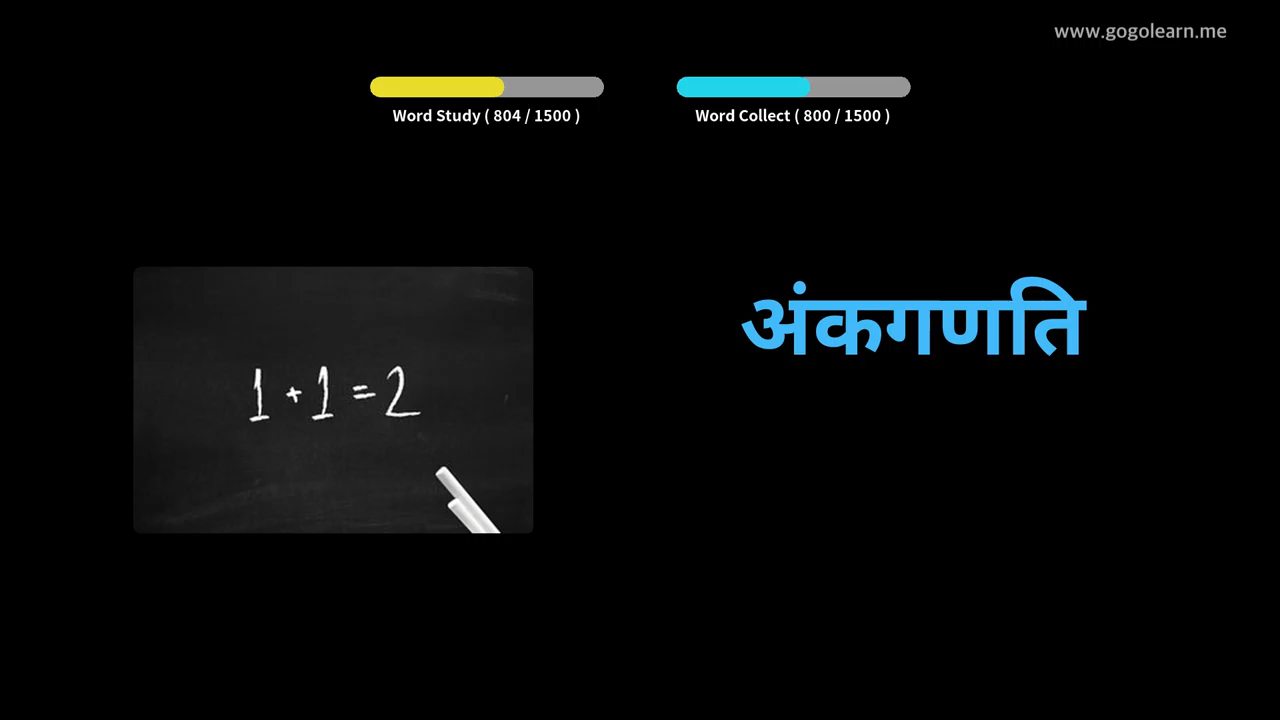 www.gogolearn.me
Word Study ( 804 / 1500 )
Word Collect ( 800 / 1500 )
अंकगणति
1 + 1 = 2